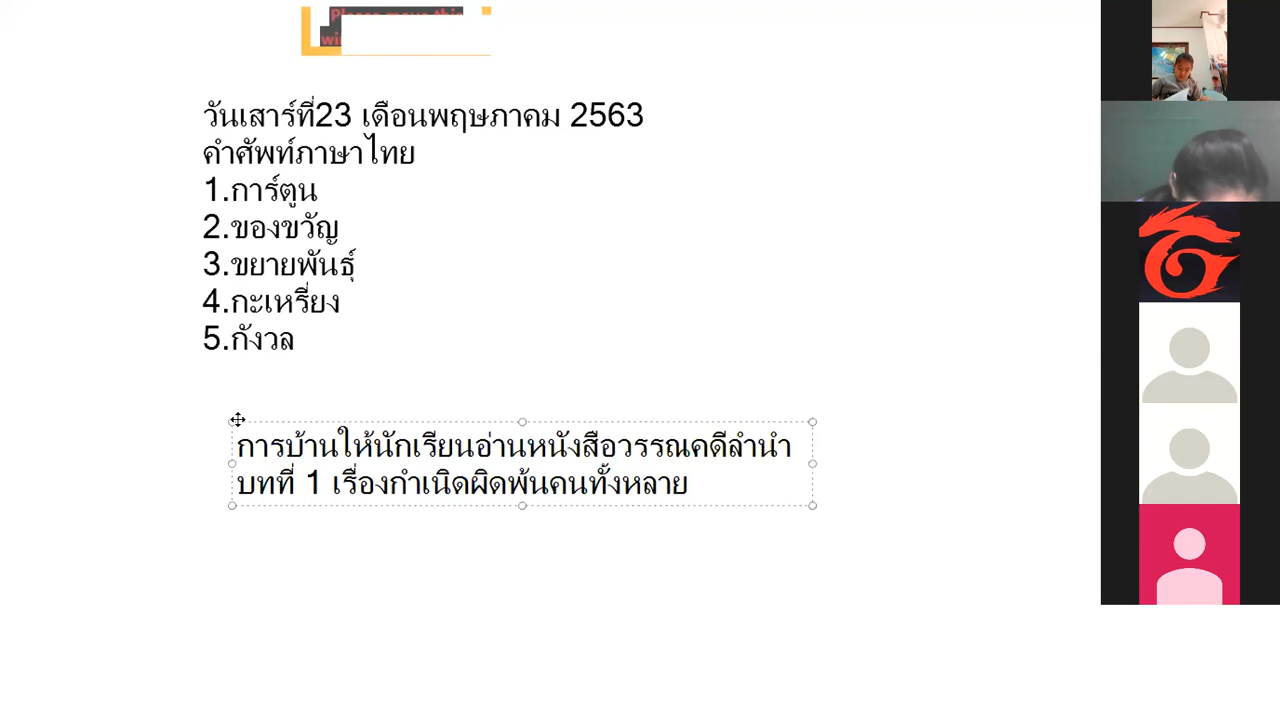 วันเสาร์ที่23 เดือนพฤษภาคม 2563
คำศัพท์ภาษาไทย
1.การ์ตูน
2.ของขวัญ
3.ขยายพันธุ์
4.กะเหรี่ยง
5.กังวล
การบ้านให้นักเรียนอ่านหนังสือวรรณคดีลำนำ
บทที่ 1 เรื่องกำเนิดผิดพ้นคนทั้งหลาย